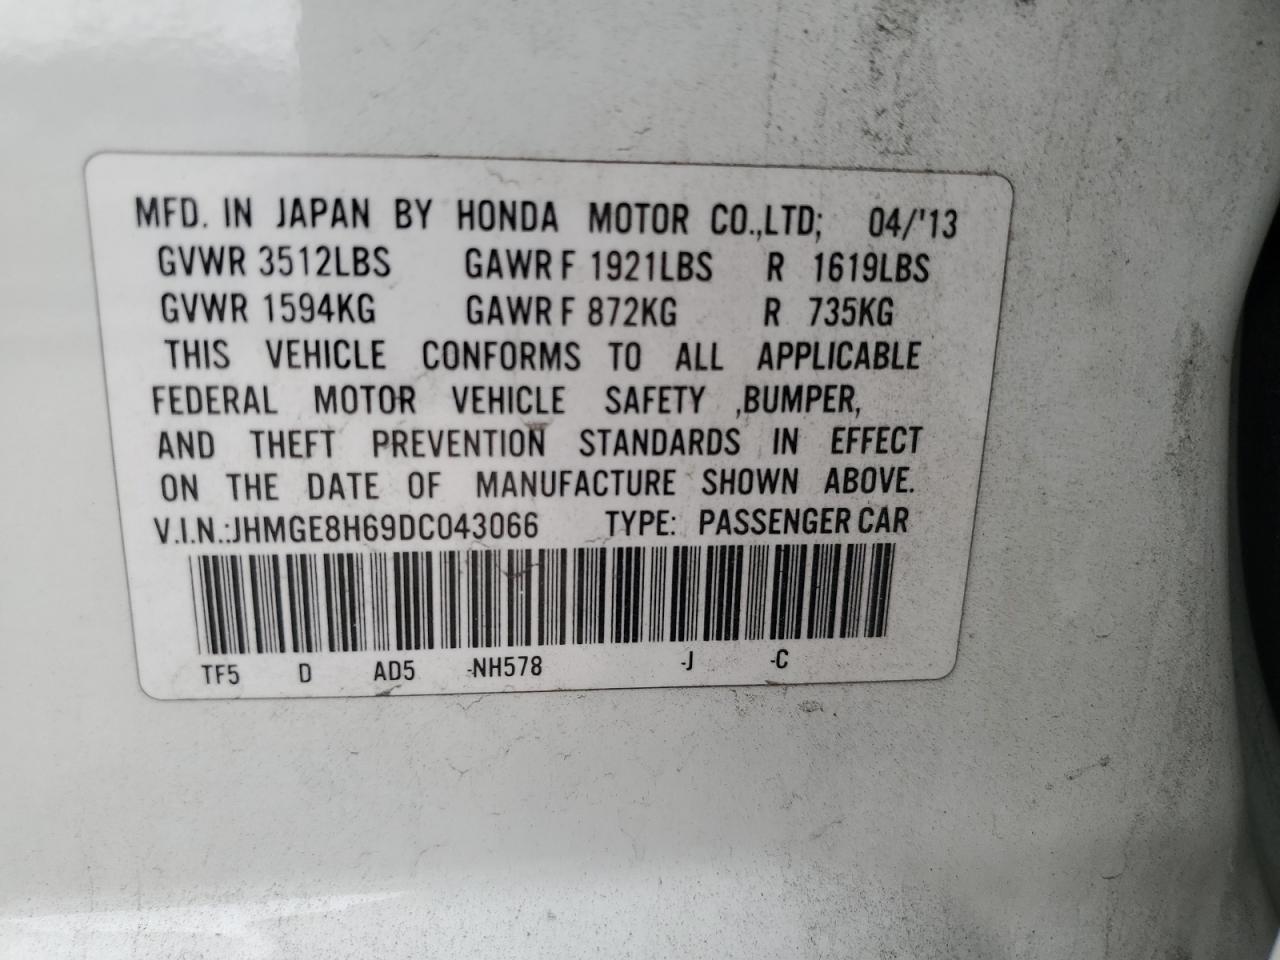 MFD. IN JAPAN BY HONDA MOTOR CO.,LTD; 04/'13
GVWR 3512LBS GAWR F 1921LBS R 1619LBS
GVWR 1594KG GAWR F 872KG R 735KG
THIS VEHICLE CONFORMS TO ALL APPLICABLE
FEDERAL MOTOR VEHICLE SAFETY ,BUMPER,
AND THEFT PREVENTION STANDARDS IN EFFECT
ON THE DATE OF MANUFACTURE SHOWN ABOVE.
V.I.N.:JHMGE8H69DC043066 TYPE: PASSENGER CAR
TF5 D AD5 -NH578 -J -C